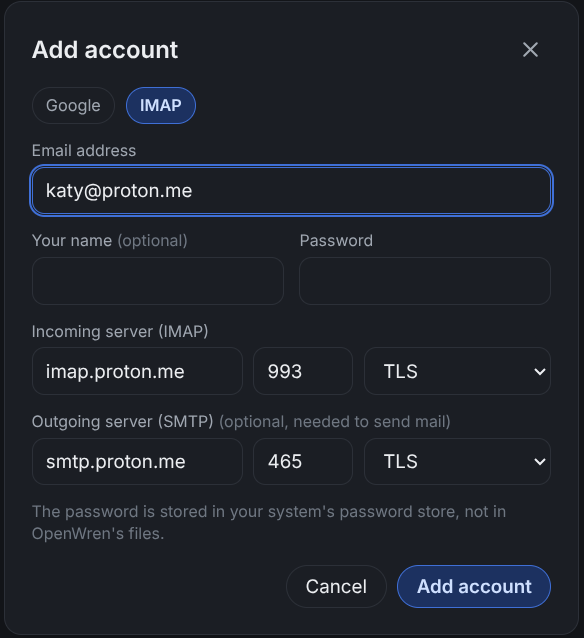 Add account
Google IMAP
Email address
katy@proton.me
Your name (optional) Password
Incoming server (IMAP)
imap.proton.me 993 TLS
Outgoing server (SMTP) (optional, needed to send mail)
smtp.proton.me 465 TLS
The password is stored in your system's password store, not in
OpenWren's files.
Cancel Add account